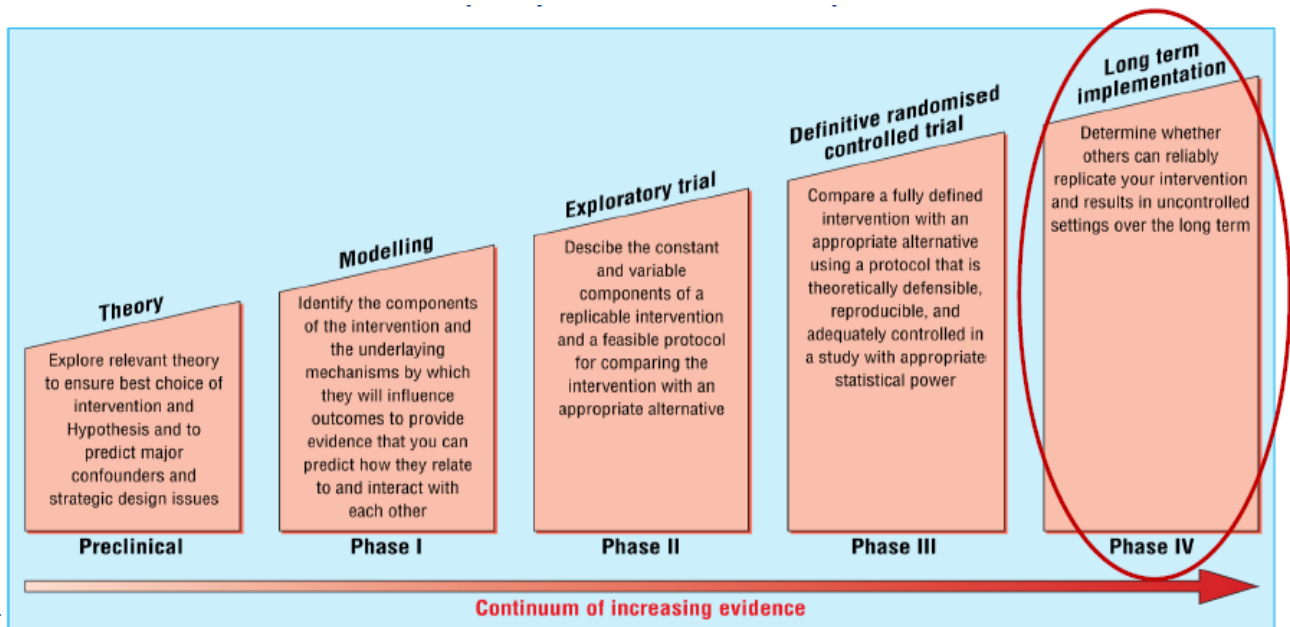 Theory
Explore relevant theory
to ensure best choice of
intervention and
Hypothesis and to
predict major
confounders and
strategic design issues
Preclinical
Modelling
Identify the components
of the intervention and
the underlaying
mechanisms by which
they will influence
outcomes to provide
evidence that you can
predict how they relate
to and interact with
each other
Phase I
Exploratory trial
Descibe the constant
and variable
components of a
replicable intervention
and a feasible protocol
for comparing the
intervention with an
appropriate alternative
Phase II
Definitive randomised
controlled trial
Compare a fully defined
intervention with an
appropriate alternative
using a protocol that is
theoretically defensible,
reproducible, and
adequately controlled in
a study with appropriate
statistical power
Phase III
Long term
implementation
Determine whether
others can reliably
replicate your intervention
and results in uncontrolled
settings over the long term
Phase IV
Continuum of increasing evidence